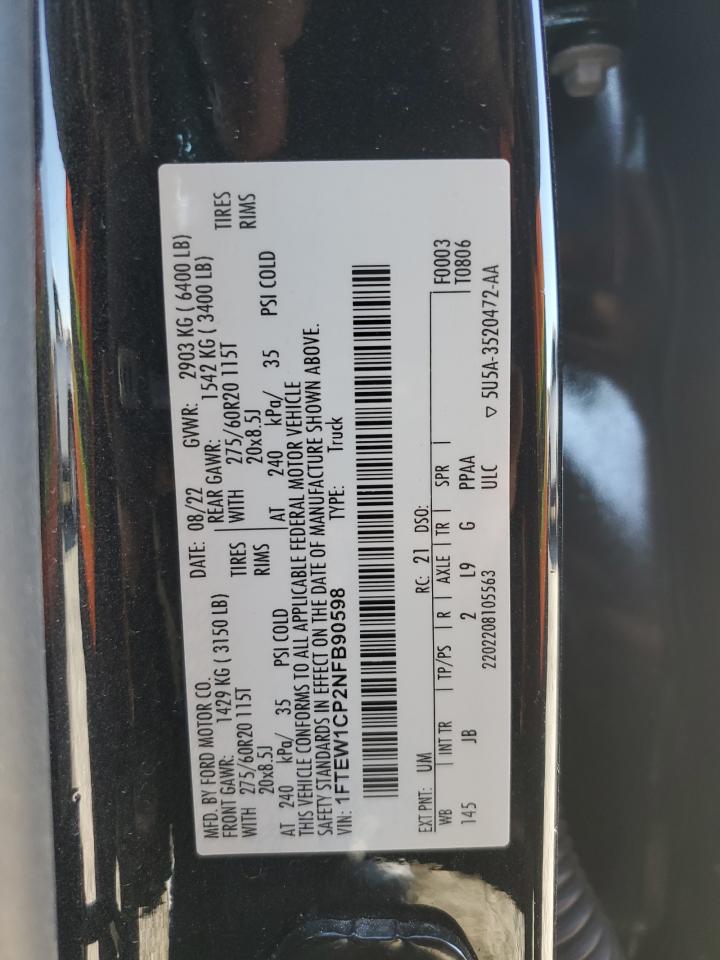 MFD. BY FORD MOTOR CO.
DATE: 08/22 GVWR: 2903 KG ( 6400 LB)
FRONT GAWR: 1429 KG ( 3150 LB) REAR GAWR: 1542 KG ( 3400 LB)
WITH 275/60R20 115T TIRES WITH 275/60R20 115T TIRES
20x8.5J RIMS 20x8.5J RIMS
AT 240 kPa/ 35 PSI COLD AT 240 kPa/ 35 PSI COLD
THIS VEHICLE CONFORMS TO ALL APPLICABLE FEDERAL MOTOR VEHICLE
SAFETY STANDARDS IN EFFECT ON THE DATE OF MANUFACTURE SHOWN ABOVE.
VIN: 1FTEW1CP2NFB90598 TYPE: Truck
EXT PNT: UM RC: 21 DSO: F0003
WB INT TR TP/PS R AXLE TR SPR T0806
145 JB 2 L9 G PPAA
ULC
2202208105563 ▽ 5U5A-3520472-AA